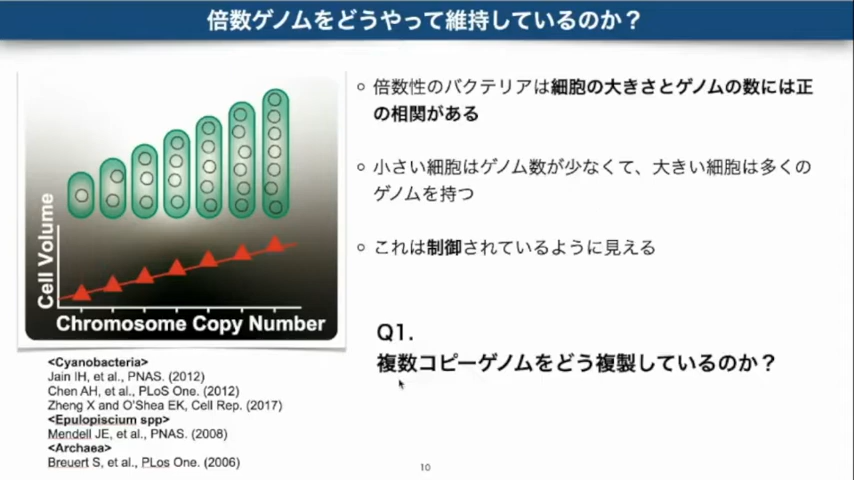 倍数ゲノムをどうやって維持しているのか？
Cell Volume
Chromosome Copy Number
<Cyanobacteria>
Jain IH, et al., PNAS. (2012)
Chen AH, et al., PLoS One. (2012)
Zheng X and O'Shea EK, Cell Rep. (2017)
<Epulopiscium spp>
Mendell JE, et al., PNAS. (2008)
<Archaea>
Breuert S, et al., PLos One. (2006)
倍数性のバクテリアは細胞の大きさとゲノムの数には正
の相関がある
小さい細胞はゲノム数が少なくて、大きい細胞は多くの
ゲノムを持つ
これは制御されているように見える
Q1.
複数コピーゲノムをどう複製しているのか？
10